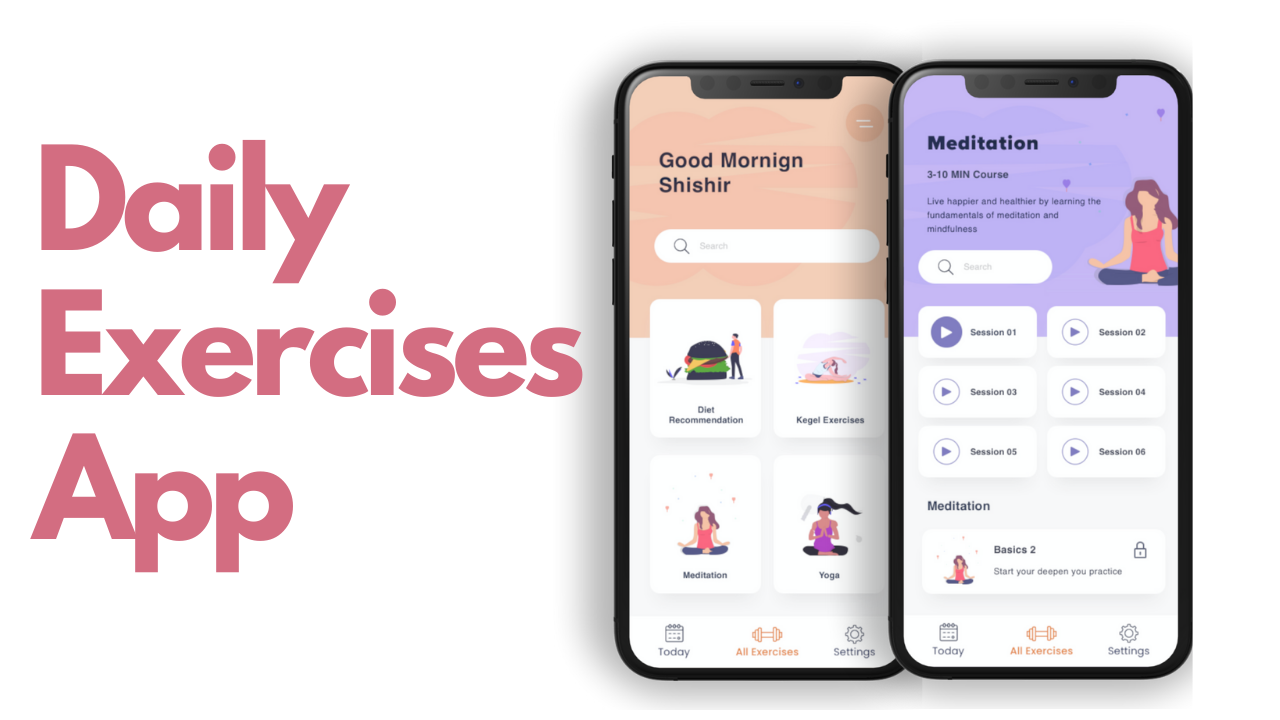 Daily
Exercises
App
Good Mornign
Shishir
Search
Diet
Recommendation
Kegel Exercises
Meditation
Yoga
Today
All Exercises
Settings
Meditation
3-10 MIN Course
Live happier and healthier by learning the
fundamentals of meditation and
mindfulness
Search
Session 01
Session 02
Session 03
Session 04
Session 05
Session 06
Meditation
Basics 2
Start your deepen you practice
Today
All Exercises
Settings